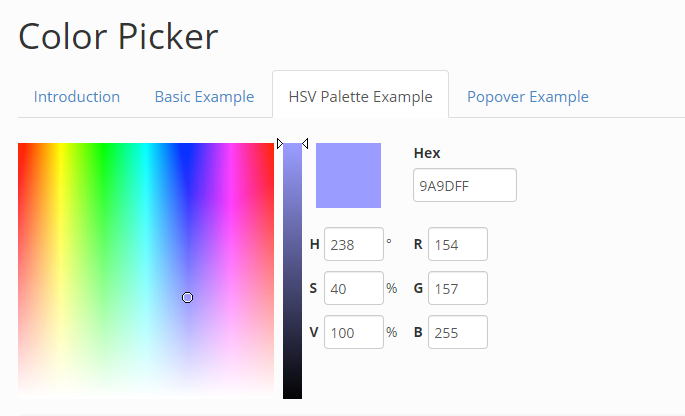 Color Picker
Introduction Basic Example HSV Palette Example Popover Example
Hex
9A9DFF
H 238 ° R 154
S 40 % G 157
V 100 % B 255